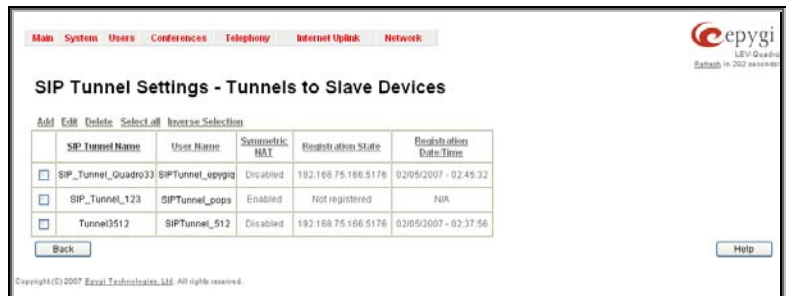 Main System Users Conferences Telephony Internet Uplink Network
epygi
LEV-Quadro
Refresh in 292 seconds
SIP Tunnel Settings - Tunnels to Slave Devices
Add Edit Delete Select all Inverse Selection
SIP Tunnel Name User Name Symmetric NAT Registration State Registration Date/Time
SIP_Tunnel_Quadro33 SIPTunnel_epygiq Disabled 192.168.75.166:5176 02/05/2007 - 02:45:32
SIP_Tunnel_123 SIPTunnel_pops Enabled Not registered N/A
Tunnel3512 SIPTunnel_512 Disabled 192.168.75.166:5176 02/05/2007 - 02:37:56
Back Help
Copyright (C) 2007 Epygi Technologies, Ltd. All rights reserved.